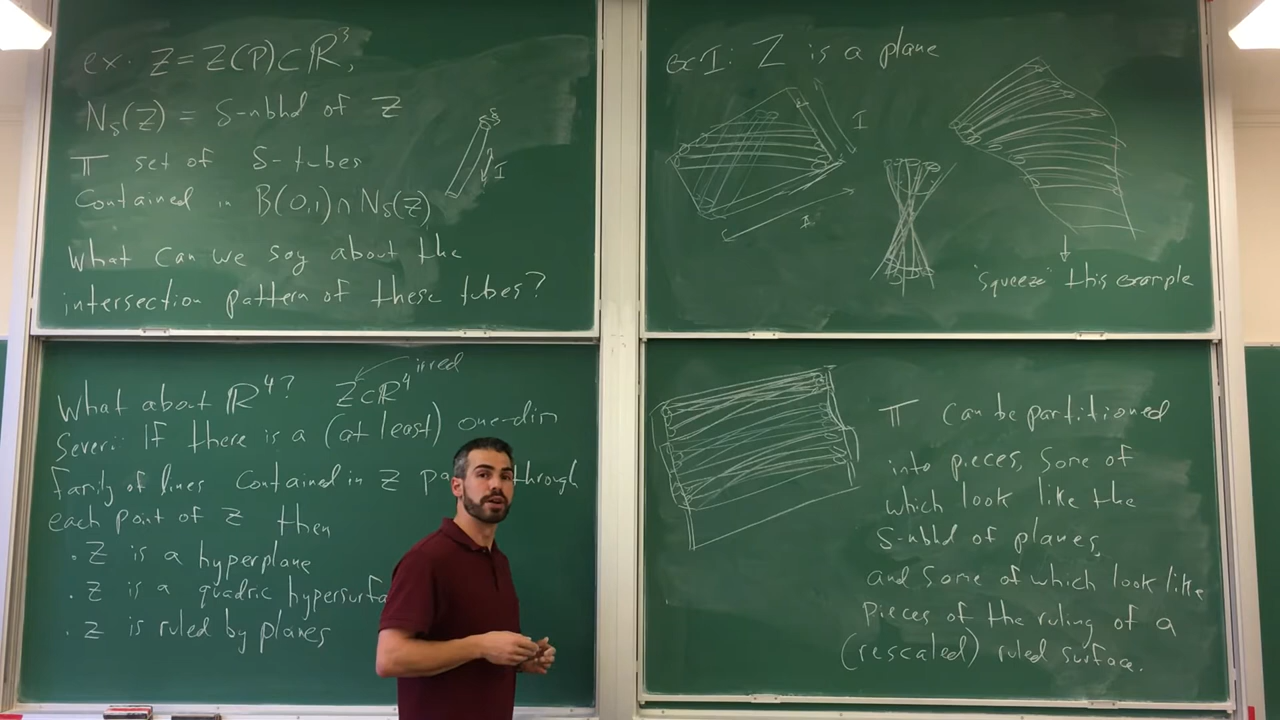 ex. Z = Z(P) ⊂ ℝ³,
N_δ(Z) = δ-nbhd of Z
𝕋 set of δ-tubes
contained in B(0,1) ∩ N_δ(Z)
What can we say about the
intersection pattern of these tubes?
δ
1
What about ℝ⁴? Z ⊂ ℝ⁴ irred
Severi: If there is a (at least) one-dim
family of lines contained in Z through
each point of Z then
· Z is a hyperplane
· Z is a quadric
· Z is ruled by planes
ex I: Z is a plane
1
1
"squeeze" this example
𝕋 can be partitioned
into pieces, some of
which look like the
δ-nbhd of planes,
and some of which look like
pieces of the ruling of a
(rescaled) ruled surface.